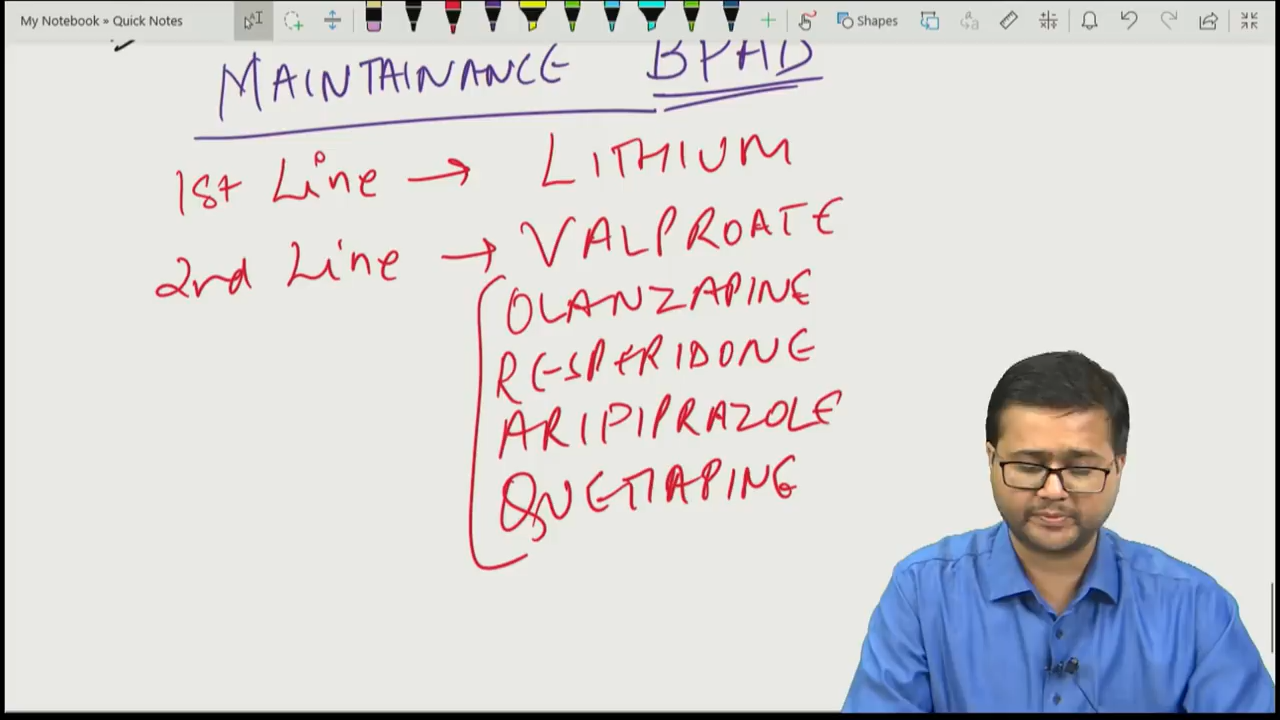 My Notebook » Quick Notes
Shapes
MAINTAINANCE BPAD
1st Line → LITHIUM
2nd Line → VALPROATE
OLANZAPINE
RESPERIDONE
ARIPIPRAZOLE
QUETIAPINE